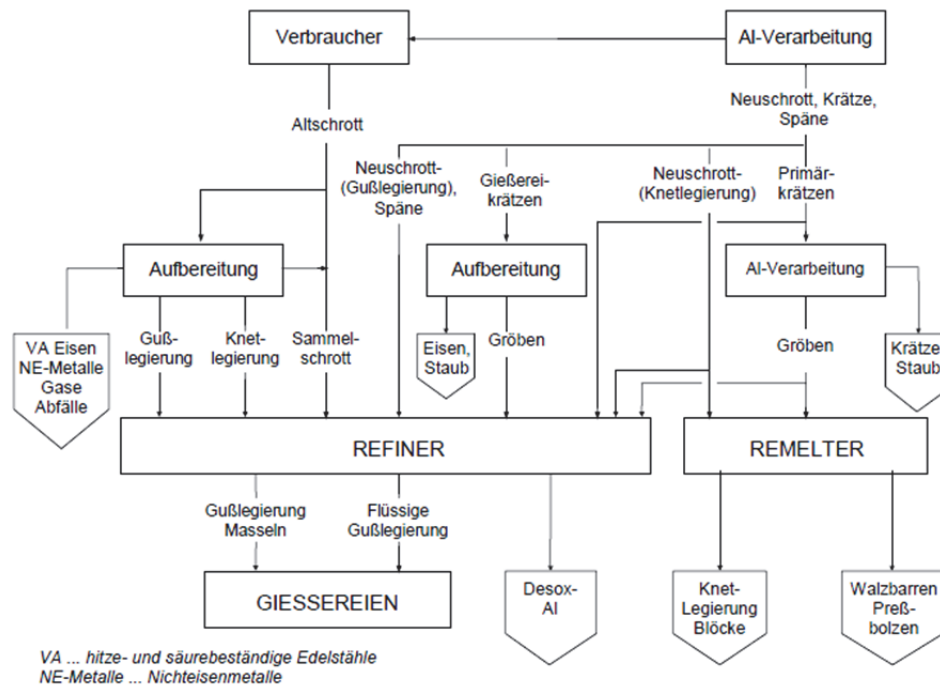 Verbraucher
Al-Verarbeitung
Altschrott
Neuschrott, Krätze,
Späne
Neuschrott-
(Gußlegierung),
Späne
Gießerei-
krätzen
Neuschrott-
(Knetlegierung)
Primär-
krätzen
Aufbereitung
Aufbereitung
Al-Verarbeitung
VA Eisen
NE-Metalle
Gase
Abfälle
Guß-
legierung
Knet-
legierung
Sammel-
schrott
Eisen,
Staub
Gröben
Gröben
Krätze
Staub
REFINER
REMELTER
Gußlegierung
Masseln
Flüssige
Gußlegierung
GIESSEREIEN
Desox-
Al
Knet-
Legierung
Blöcke
Walzbarren
Preß-
bolzen
VA ... hitze- und säurebeständige Edelstähle
NE-Metalle ... Nichteisenmetalle